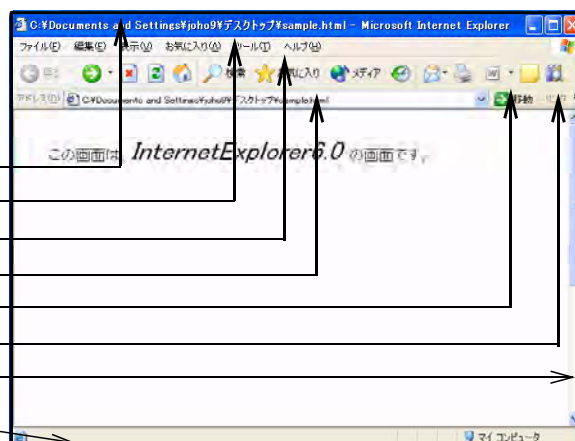 C:¥Documents and Settings¥joho9¥デスクトップ¥sample.html - Microsoft Internet Explorer
ファイル(F) 編集(E) 表示(V) お気に入り(A) ツール(T) ヘルプ(H)
検索 お気に入り メディア
アドレス(D) C:¥Documents and Settings¥joho9¥デスクトップ¥sample.html 移動
この画面は InternetExplorer6.0 の画面です。
マイ コンピュータ